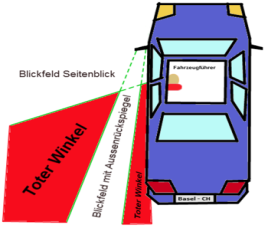 Fahrzeugführer
Blickfeld Seitenblick
Toter Winkel
Blickfeld mit Aussenrückspiegel
Toter Winkel
Basel - CH